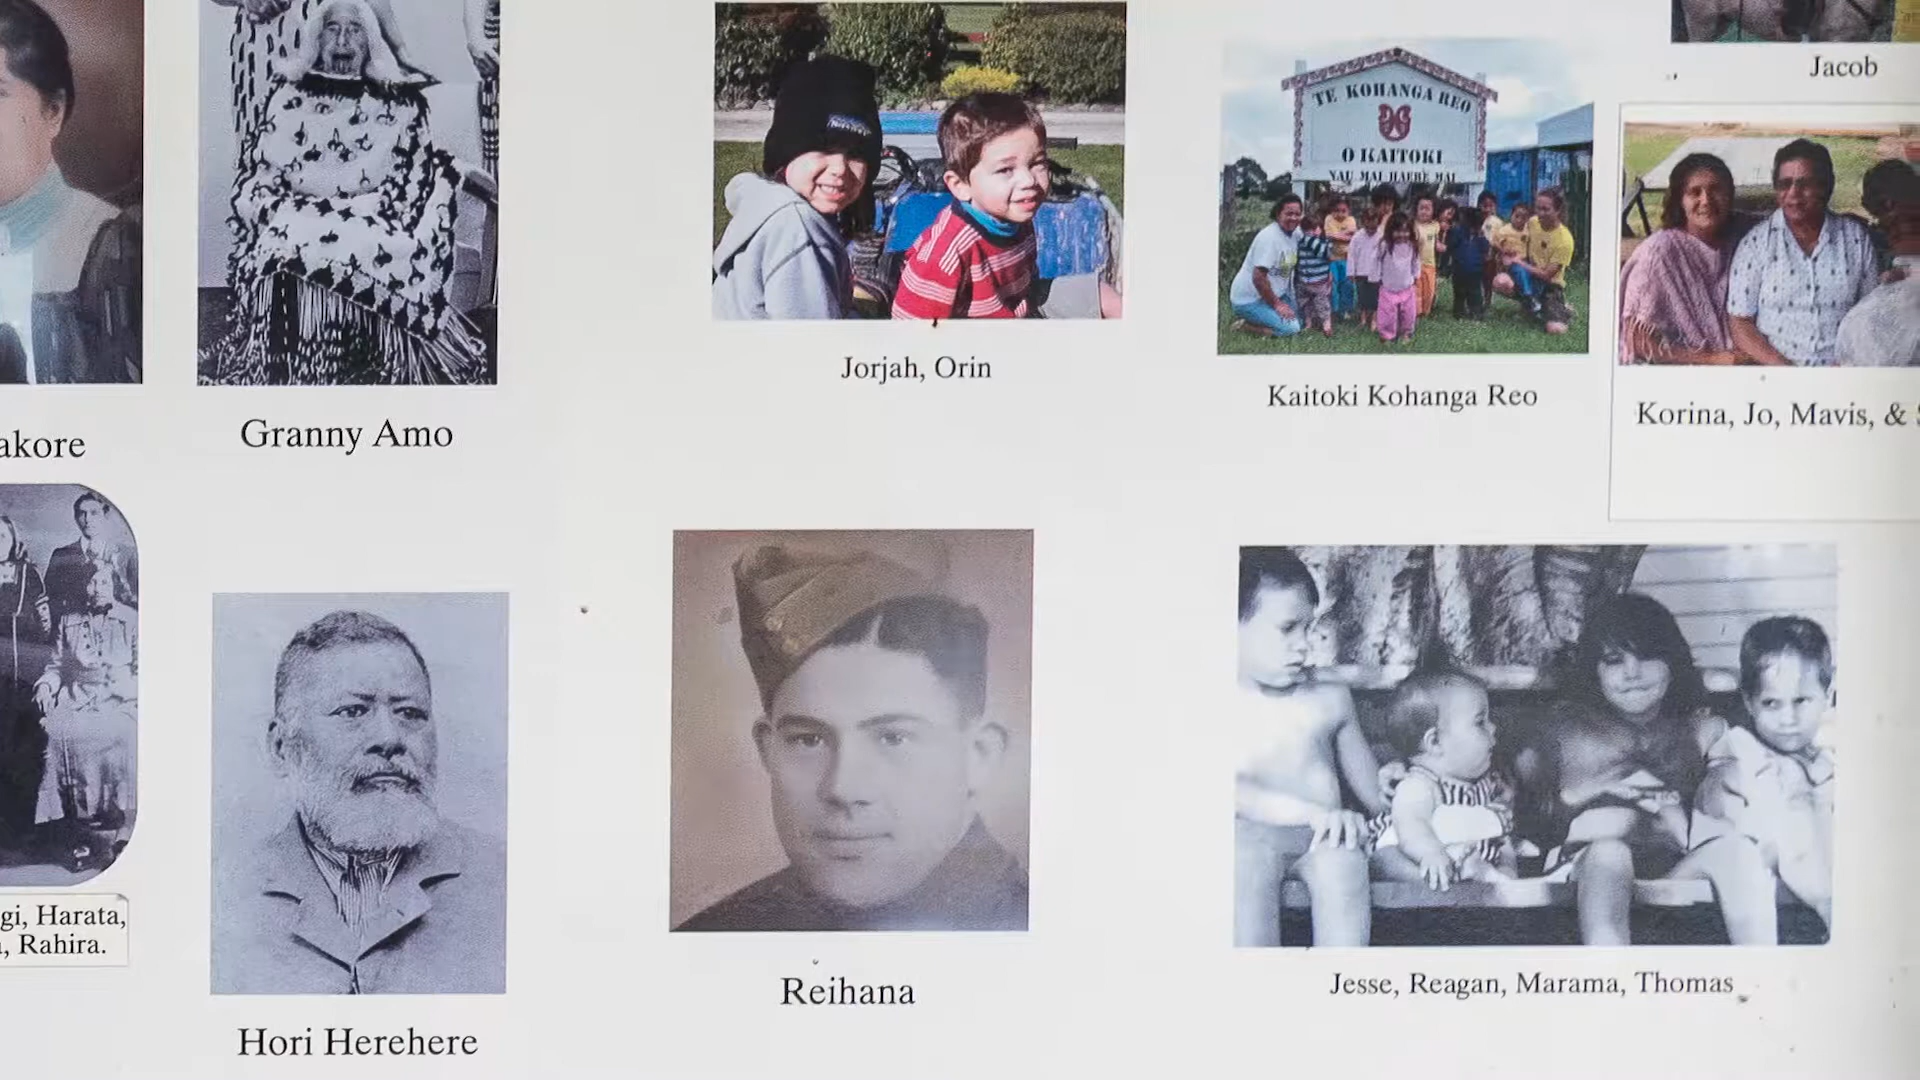 Jacob
TE KOHANGA REO
O KAITOKI
NAU MAI HAERE MAI
Jorjah, Orin
Kaitoki Kohanga Reo
Korina, Jo, Mavis, &
akore
Granny Amo
gi, Harata,
, Rahira.
Reihana
Jesse, Reagan, Marama, Thomas
Hori Herehere